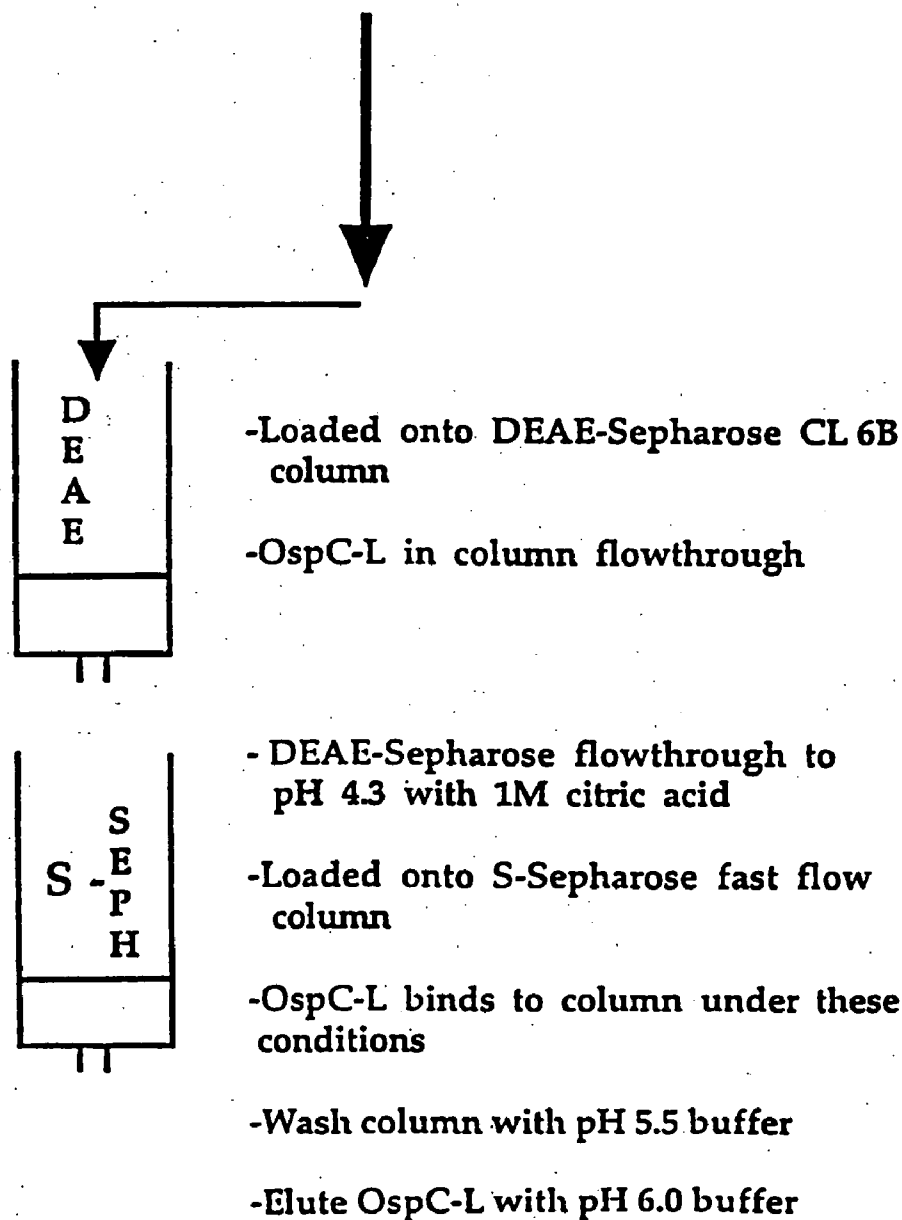 DEAE
-Loaded onto DEAE-Sepharose CL 6B
column
-OspC-L in column flowthrough
S - SEPH
- DEAE-Sepharose flowthrough to
pH 4.3 with 1M citric acid
-Loaded onto S-Sepharose fast flow
column
-OspC-L binds to column under these
conditions
-Wash column with pH 5.5 buffer
-Elute OspC-L with pH 6.0 buffer